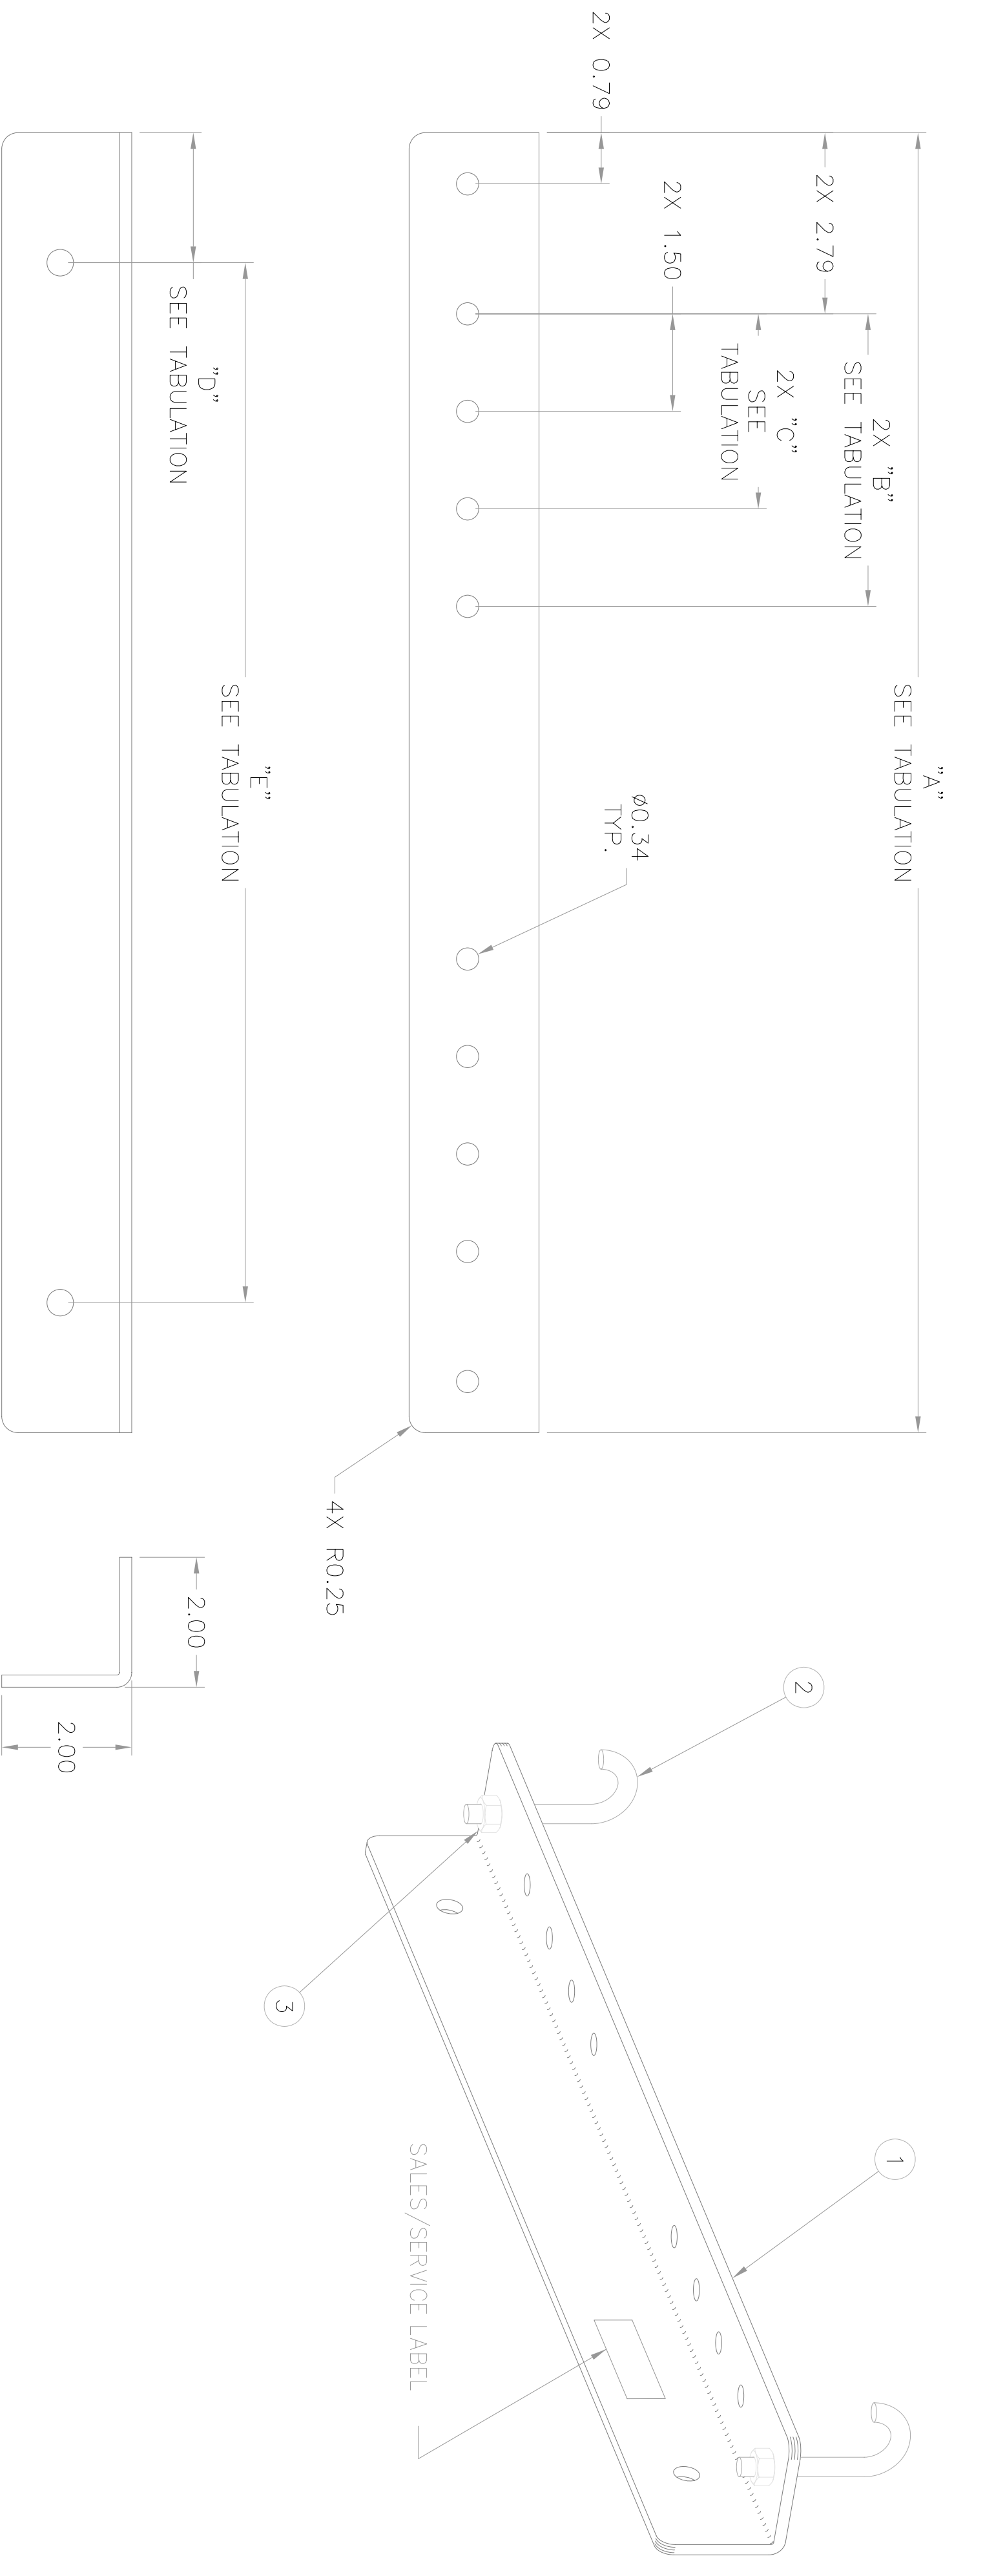 "A"
SEE TABULATION
2X "B"
SEE TABULATION
2X 2.79
2X "C"
SEE
TABULATION
2X 1.50
2X 0.79
Ø0.34
TYP.
4X R0.25
"E"
SEE TABULATION
"D"
SEE TABULATION
2.00
2.00
1
2
3
SALES/SERVICE LABEL